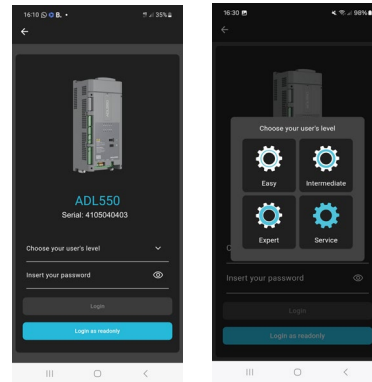 16:10 B. •
35%
ADL550
Serial: 4105040403
Choose your user's level
Insert your password
Login
Login as readonly
16:30
98%
Choose your user's level
Easy
Intermediate
Expert
Service
C
Insert your password
Login
Login as readonly